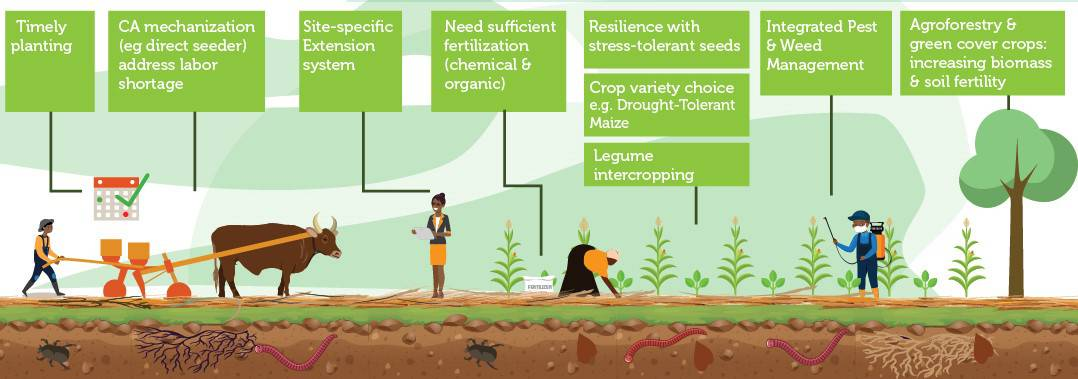 Timely
planting
CA mechanization
(eg direct seeder)
address labor
shortage
Site-specific
Extension
system
Need sufficient
fertilization
(chemical &
organic)
Resilience with
stress-tolerant seeds
Crop variety choice
e.g. Drought-Tolerant
Maize
Legume
intercropping
Integrated Pest
& Weed
Management
Agroforestry &
green cover crops:
increasing biomass
& soil fertility
FERTILIZER